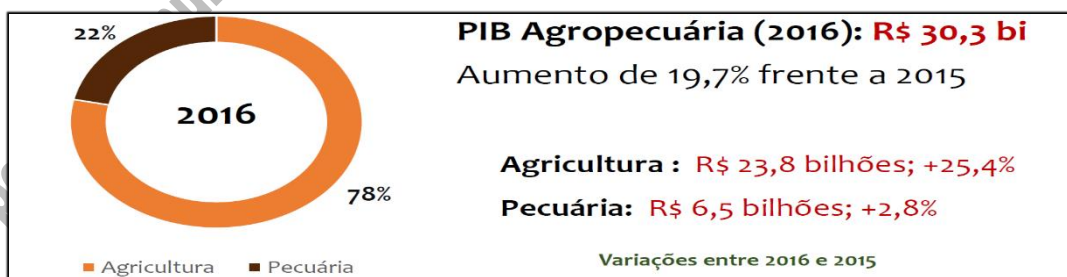 22%
2016
78%
Agricultura Pecuária
PIB Agropecuária (2016): R$ 30,3 bi
Aumento de 19,7% frente a 2015
Agricultura : R$ 23,8 bilhões; +25,4%
Pecuária: R$ 6,5 bilhões; +2,8%
Variações entre 2016 e 2015